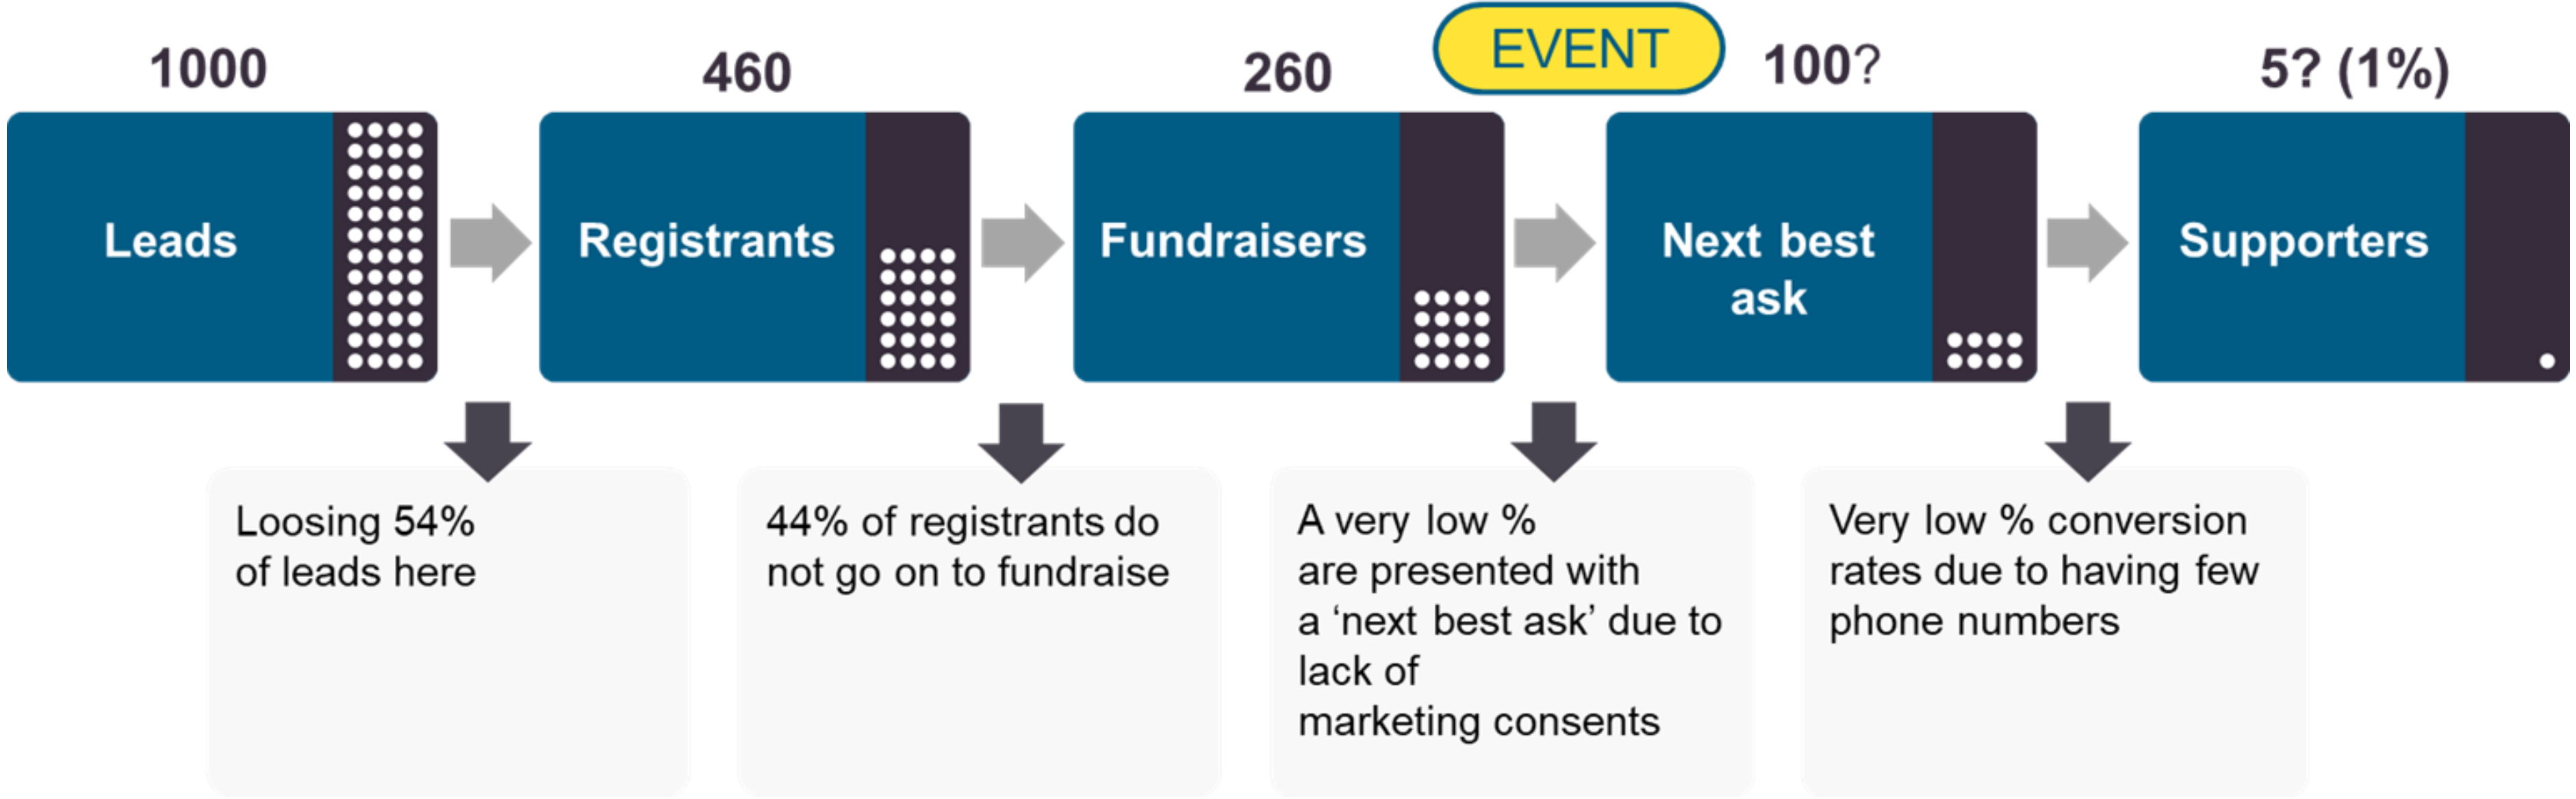 1000
460
260
EVENT
100?
5? (1%)
Leads
Registrants
Fundraisers
Next best
ask
Supporters
Loosing 54%
of leads here
44% of registrants do
not go on to fundraise
A very low %
are presented with
a ‘next best ask’ due to
lack of
marketing consents
Very low % conversion
rates due to having few
phone numbers